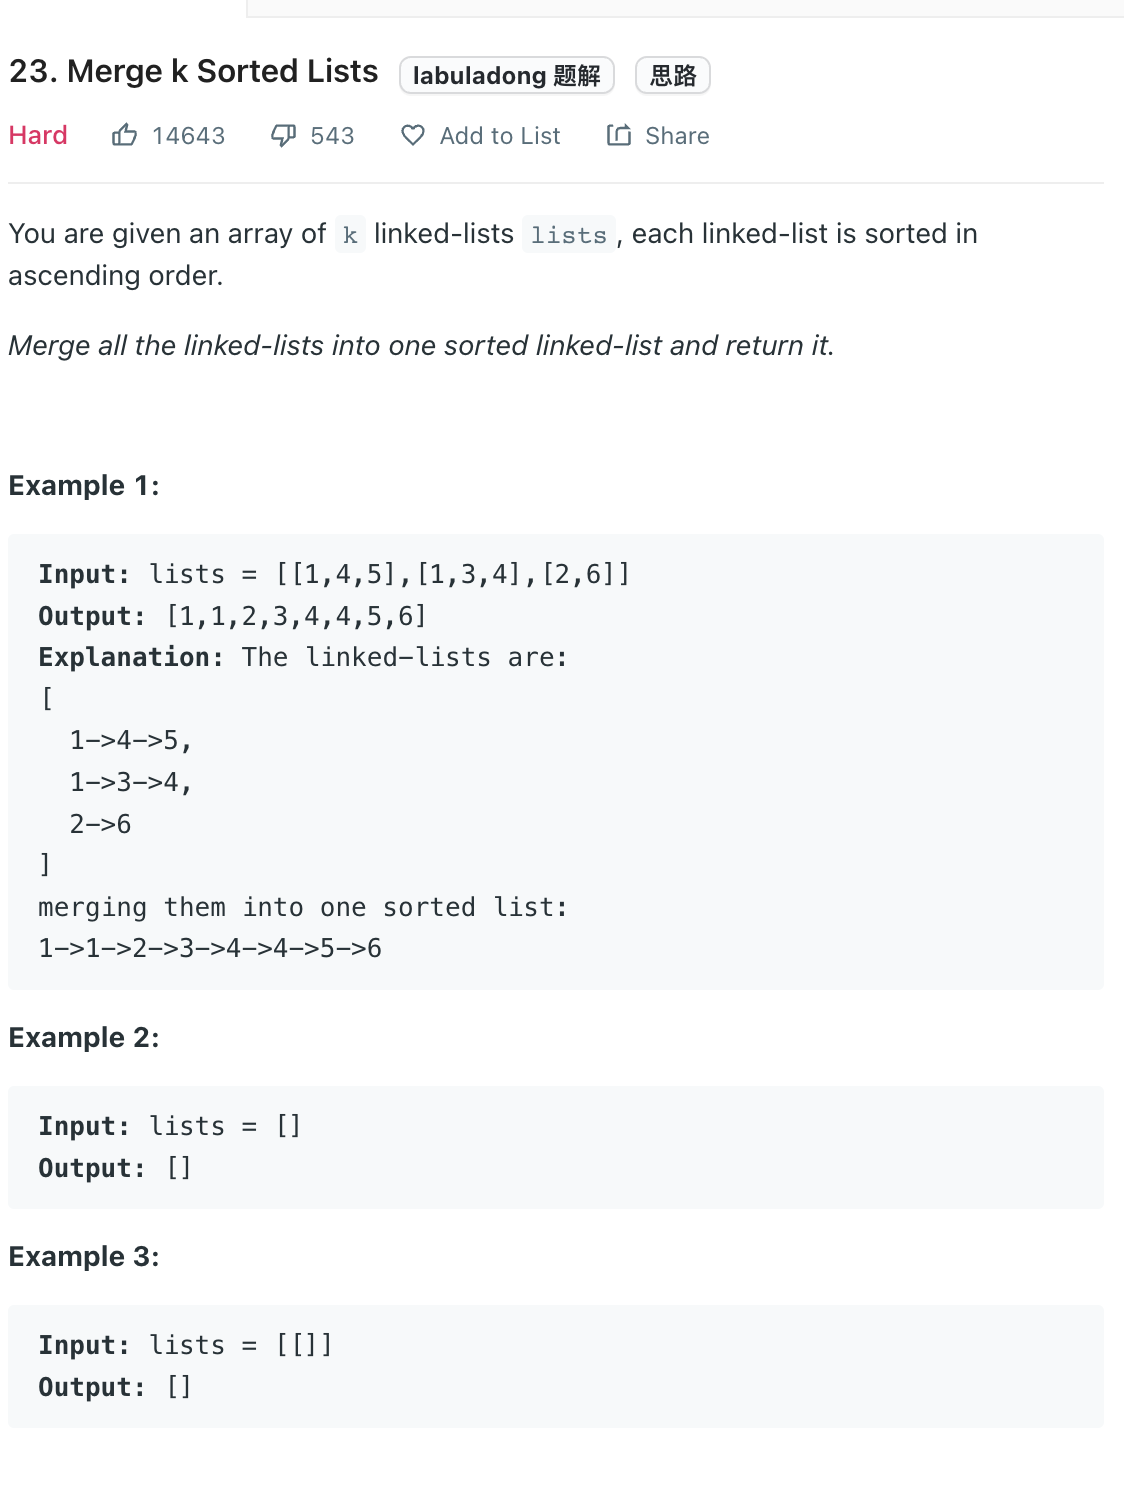 23. Merge k Sorted Lists labuladong 题解 思路
Hard 14643 543 Add to List Share
You are given an array of k linked-lists lists, each linked-list is sorted in
ascending order.
Merge all the linked-lists into one sorted linked-list and return it.
Example 1:
Input: lists = [[1,4,5],[1,3,4],[2,6]]
Output: [1,1,2,3,4,4,5,6]
Explanation: The linked-lists are:
[
  1->4->5,
  1->3->4,
  2->6
]
merging them into one sorted list:
1->1->2->3->4->4->5->6
Example 2:
Input: lists = []
Output: []
Example 3:
Input: lists = [[]]
Output: []